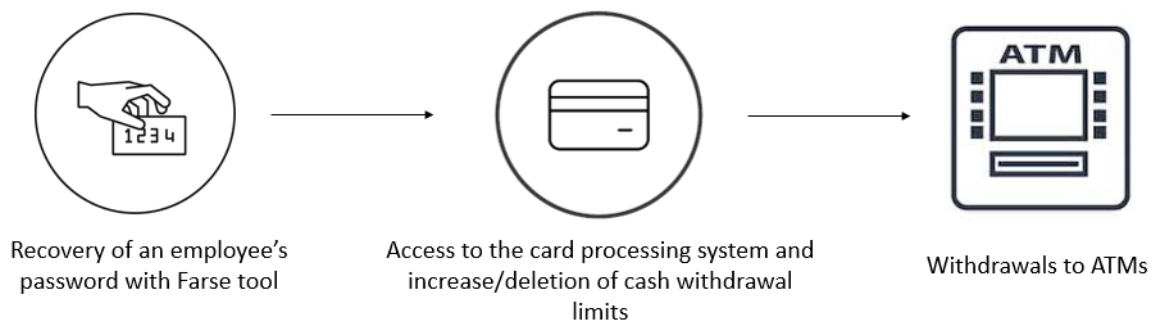 ATM
1234
Recovery of an employee's
password with Farse tool
Access to the card processing system and
increase/deletion of cash withdrawal
limits
Withdrawals to ATMs